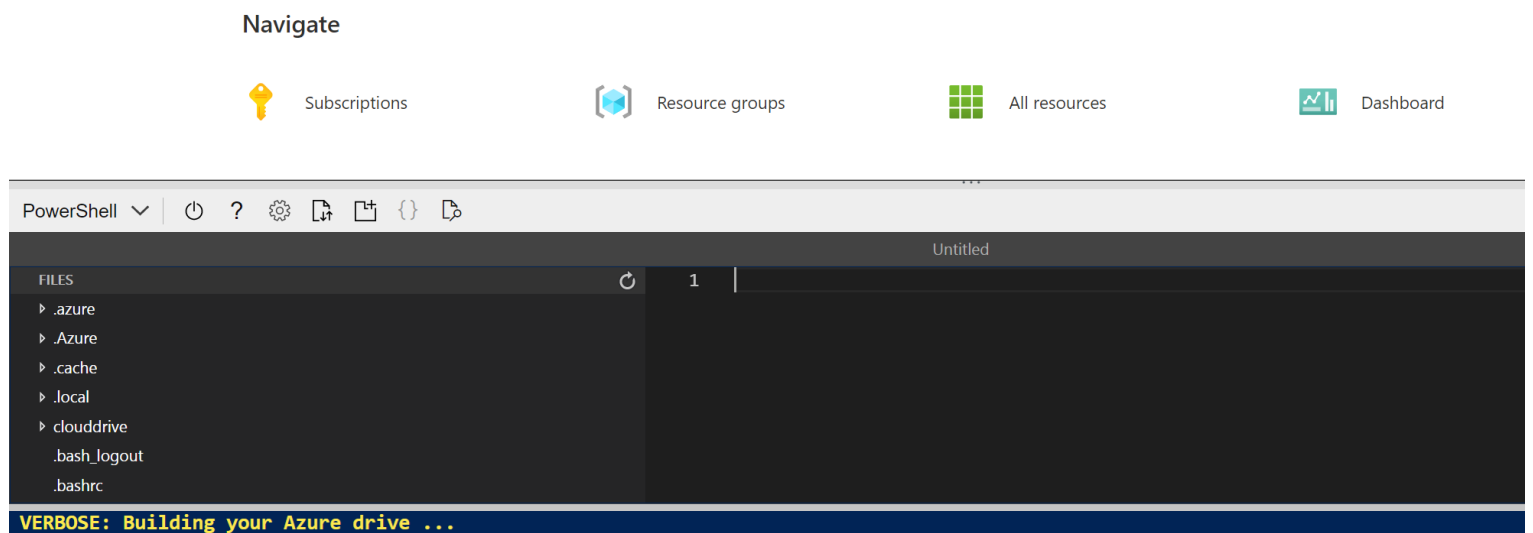 Navigate
Subscriptions Resource groups All resources Dashboard
PowerShell ?
Untitled
FILES
1
.azure
.Azure
.cache
.local
clouddrive
.bash_logout
.bashrc
VERBOSE: Building your Azure drive ...